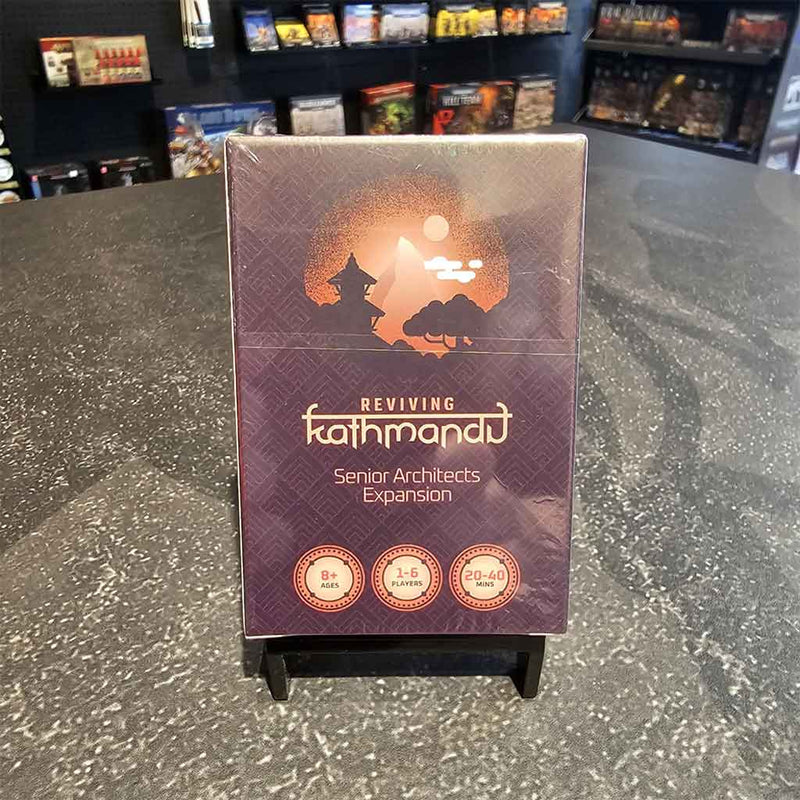 REVIVING
Kathmandu
Senior Architects
Expansion
8+
AGES
1-6
PLAYERS
20-40
MINS